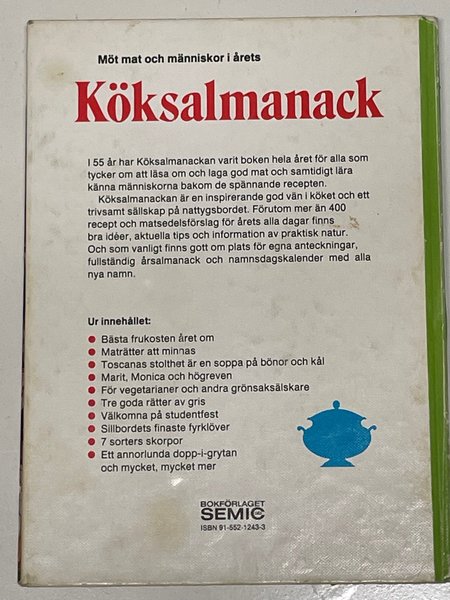 Möt mat och människor i årets
Köksalmanack
I 55 år har Köksalmanackan varit boken hela året för alla som
tycker om att läsa om och laga god mat och samtidigt lära
känna människorna bakom de spännande recepten.
Köksalmanackan är en inspirerande god vän i köket och ett
trivsamt sällskap på nattygsbordet. Förutom mer än 400
recept och matsedelsförslag för årets alla dagar finns
bra idéer, aktuella tips och information av praktisk natur.
Och som vanligt finns gott om plats för egna anteckningar,
fullständig årsalmanack och namnsdagskalender med alla
nya namn.
Ur innehållet:
● Bästa frukosten året om
● Maträtter att minnas
● Toscanas stolthet är en soppa på bönor och kål
● Marit, Monica och högreven
● För vegetarianer och andra grönsaksälskare
● Tre goda rätter av gris
● Välkomna på studentfest
● Sillbordets finaste fyrklöver
● 7 sorters skorpor
● Ett annorlunda dopp-i-grytan
och mycket, mycket mer
BOKFÖRLAGET
SEMIC
ISBN 91-552-1243-3